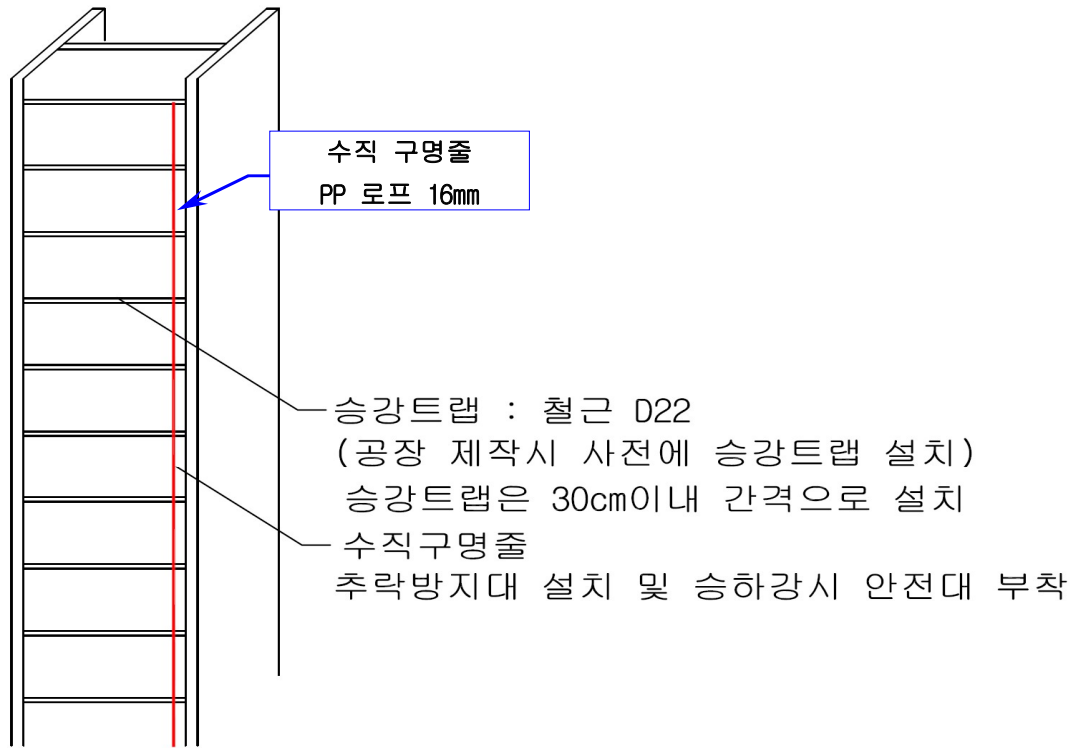 수직 구명줄
PP 로프 16mm
승강트랩 : 철근 D22
(공장 제작시 사전에 승강트랩 설치)
승강트랩은 30cm이내 간격으로 설치
수직구명줄
추락방지대 설치 및 승하강시 안전대 부착